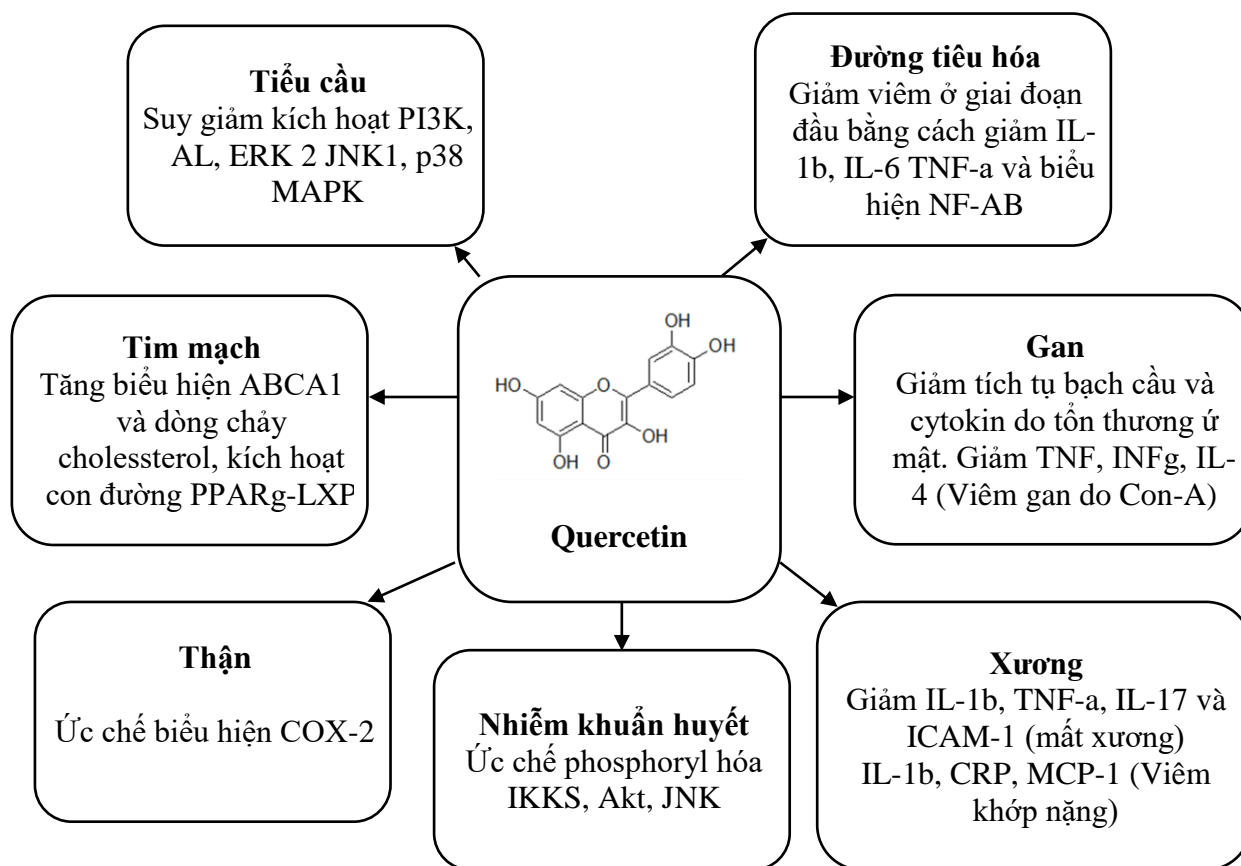 Tiểu cầu
Suy giảm kích hoạt PI3K,
AL, ERK 2 JNK1, p38
MAPK
Đường tiêu hóa
Giảm viêm ở giai đoạn
đầu bằng cách giảm IL-
1b, IL-6 TNF-a và biểu
hiện NF-AB
Tim mạch
Tăng biểu hiện ABCA1
và dòng chảy
cholessterol, kích hoạt
con đường PPARg-LXP
OH
OH
HO
O
OH
OH
O
Quercetin
Gan
Giảm tích tụ bạch cầu và
cytokin do tổn thương ứ
mật. Giảm TNF, INFg, IL-
4 (Viêm gan do Con-A)
Thận
Ức chế biểu hiện COX-2
Nhiễm khuẩn huyết
Ức chế phosphoryl hóa
IKKS, Akt, JNK
Xương
Giảm IL-1b, TNF-a, IL-17 và
ICAM-1 (mất xương)
IL-1b, CRP, MCP-1 (Viêm
khớp nặng)